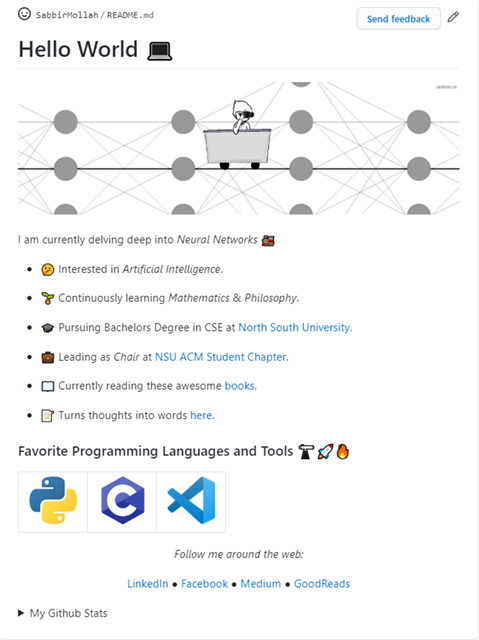 SabbirMollah / README.md
Send feedback
Hello World
I am currently delving deep into Neural Networks
Interested in Artificial Intelligence.
Continuously learning Mathematics & Philosophy.
Pursuing Bachelors Degree in CSE at North South University.
Leading as Chair at NSU ACM Student Chapter.
Currently reading these awesome books.
Turns thoughts into words here.
Favorite Programming Languages and Tools
C
Follow me around the web:
LinkedIn ● Facebook ● Medium ● GoodReads
My Github Stats